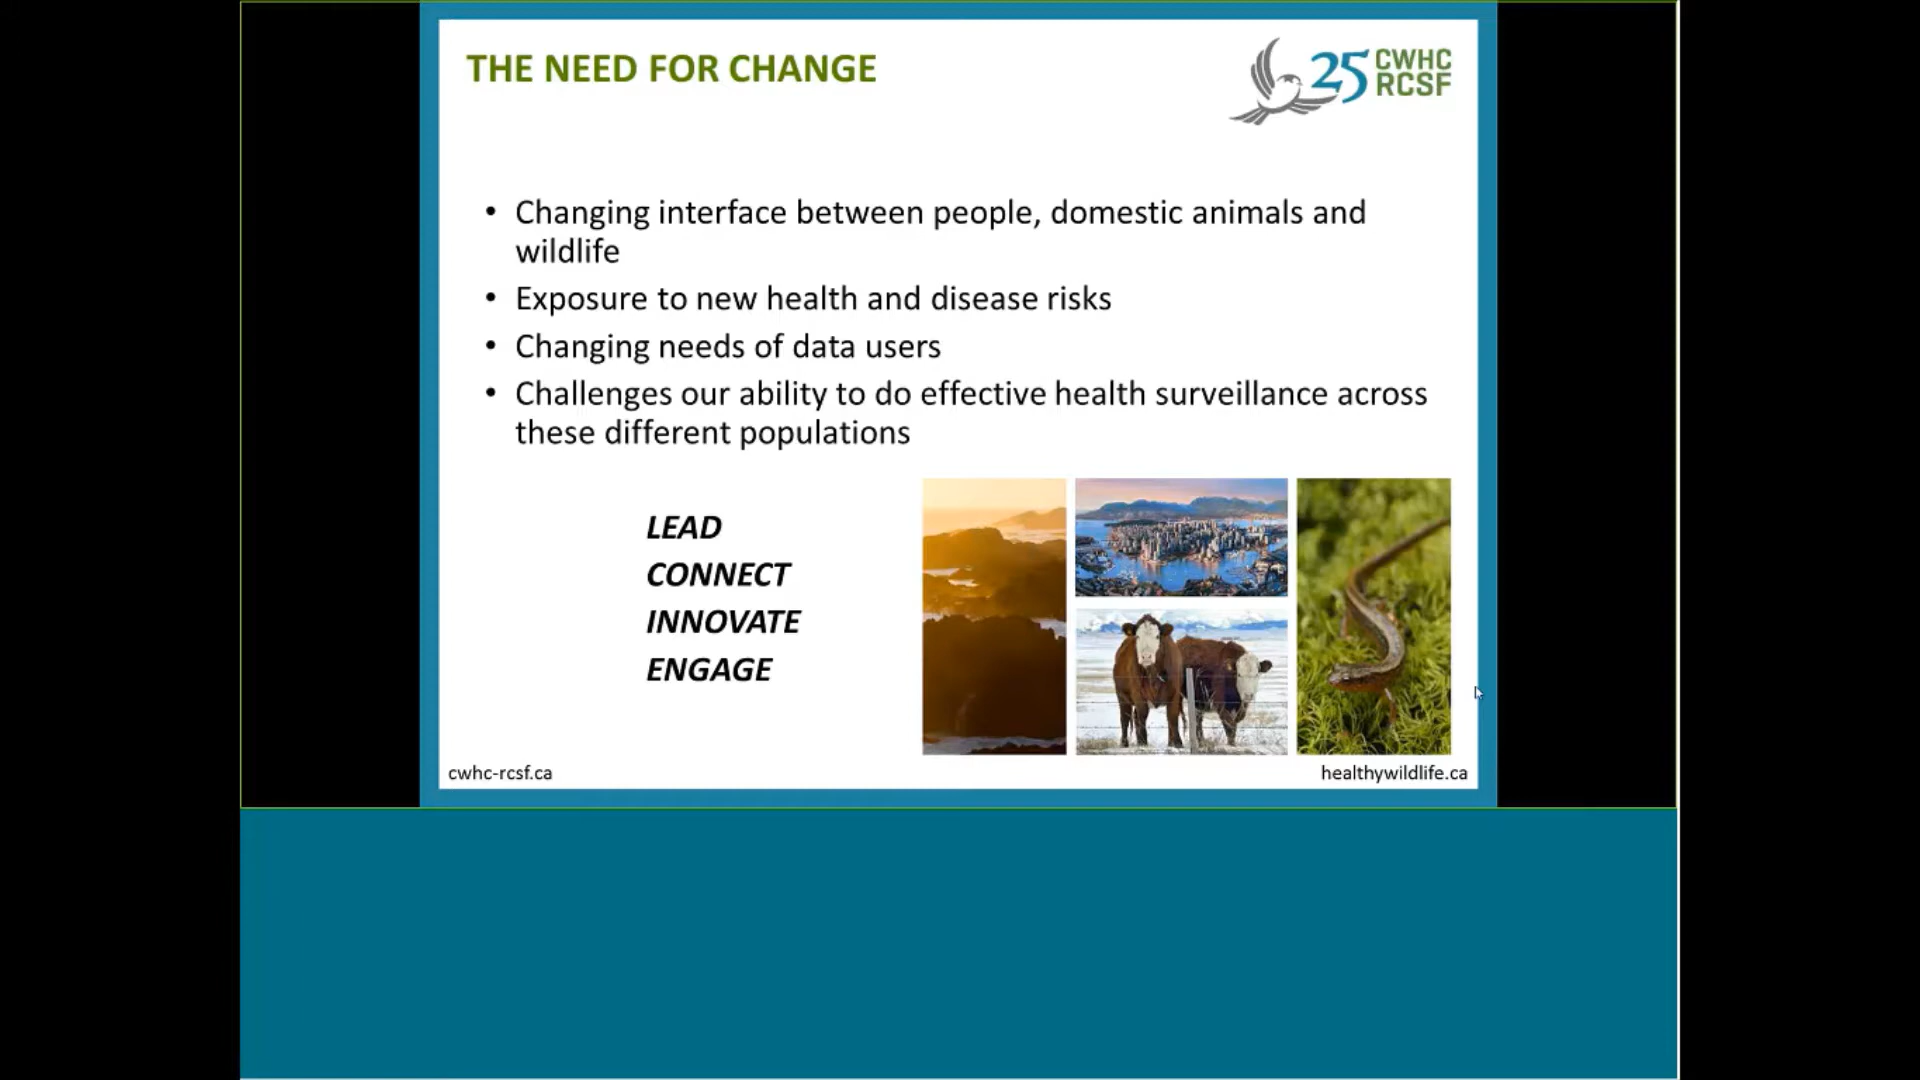 THE NEED FOR CHANGE
25 CWHC
RCSF
• Changing interface between people, domestic animals and
wildlife
• Exposure to new health and disease risks
• Changing needs of data users
• Challenges our ability to do effective health surveillance across
these different populations
LEAD
CONNECT
INNOVATE
ENGAGE
cwhc-rcsf.ca
healthywildlife.ca